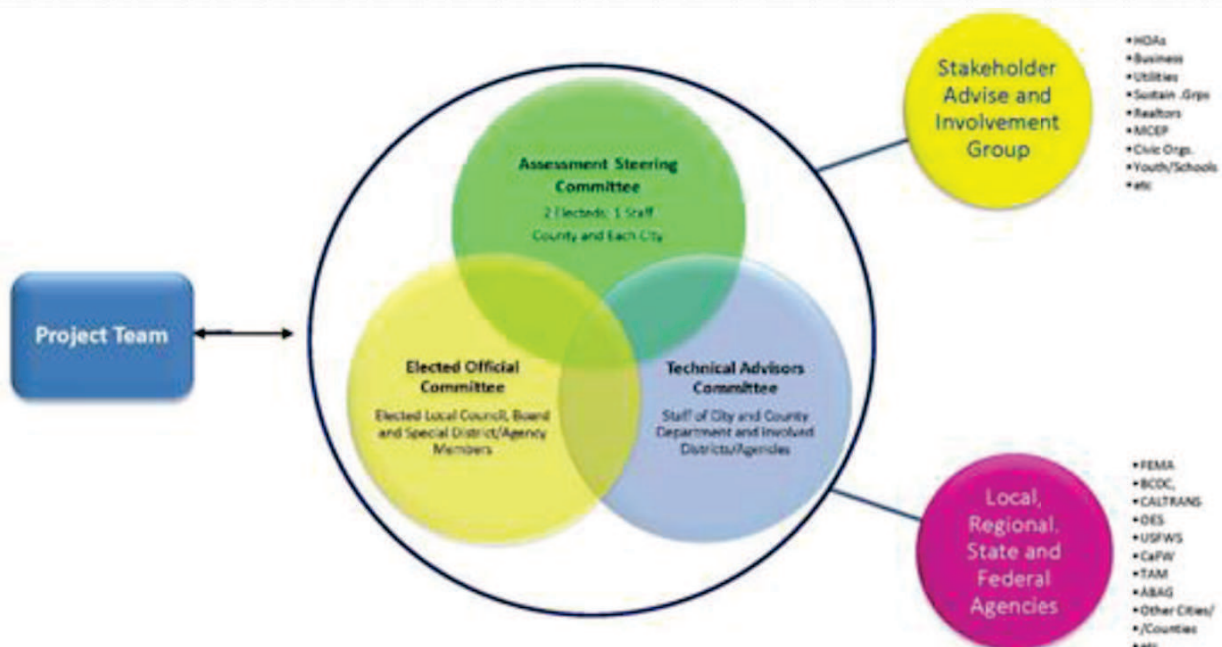 Project Team
Assessment Steering
Committee
2 Electeds; 1 Staff
County and Each City
Elected Official
Committee
Elected Local Council, Board
and Special District/Agency
Members
Technical Advisors
Committee
Staff of City and County
Department and Involved
Districts/Agencies
Stakeholder
Advise and
Involvement
Group
• HOAs
• Business
• Utilities
• Sustain .Grps
• Realtors
• MCEP
• Civic Orgs.
• Youth/Schools
• etc
Local,
Regional.
State and
Federal
Agencies
• FEMA
• BCDC,
• CALTRANS
• OES
• USFWS
• CaFW
• TAM
• ABAG
• Other Cities/
• /Counties
• etc